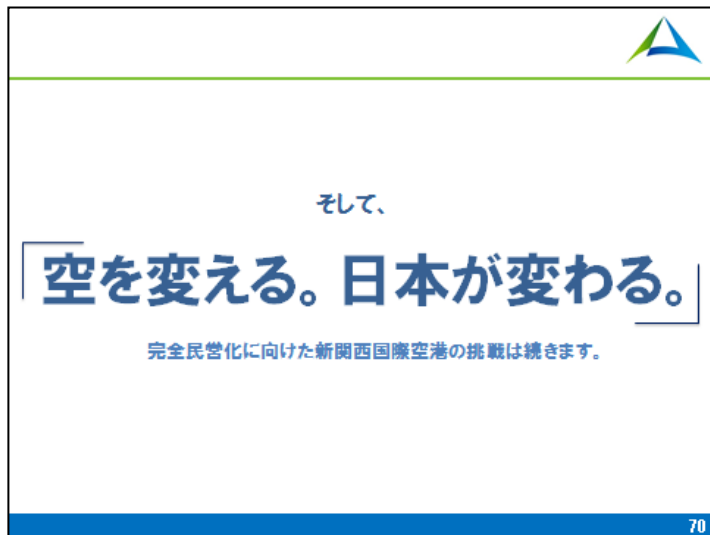 そして、
「空を変える。日本が変わる。」
完全民営化に向けた新関西国際空港の挑戦は続きます。
70